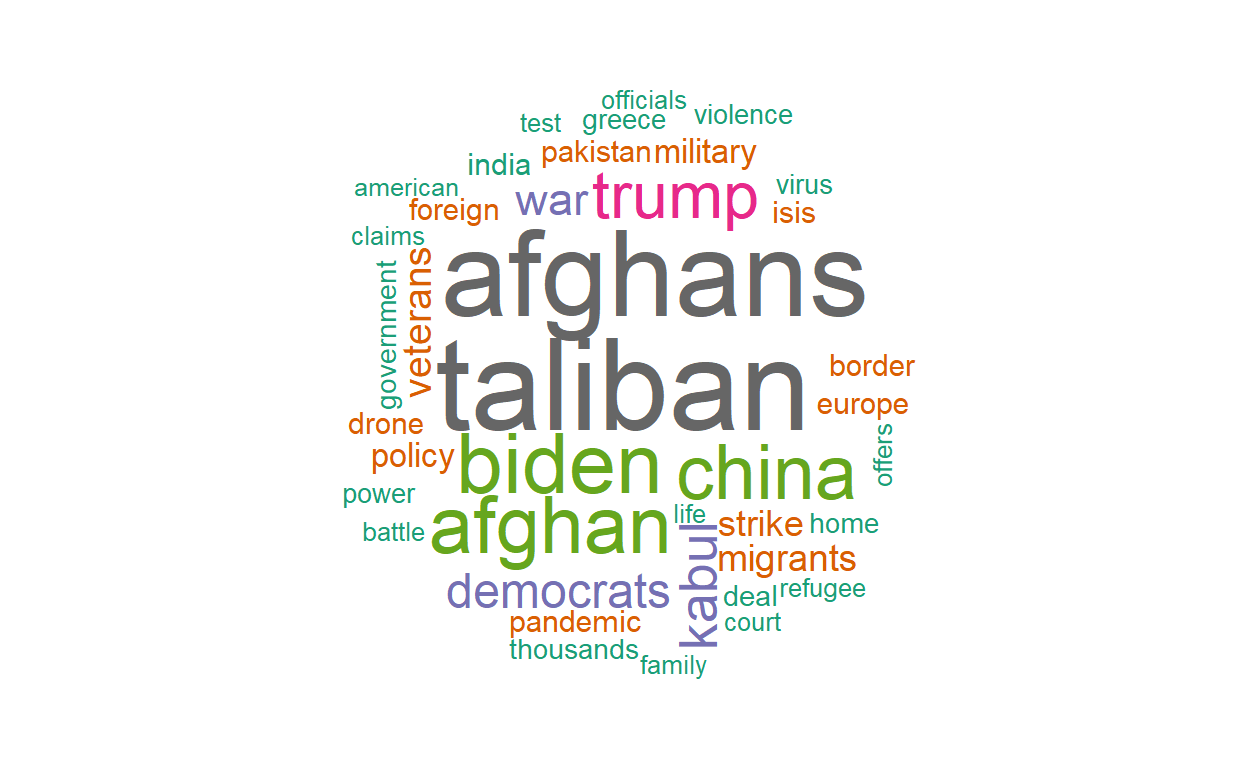 officials
test greece violence
pakistan military
india
american war trump virus
foreign isis
claims
afghans
government veterans
taliban border
europe
drone
policy biden china offers
power
afghan life strike home
battle
kabul migrants
democrats deal refugee
pandemic court
thousands
family